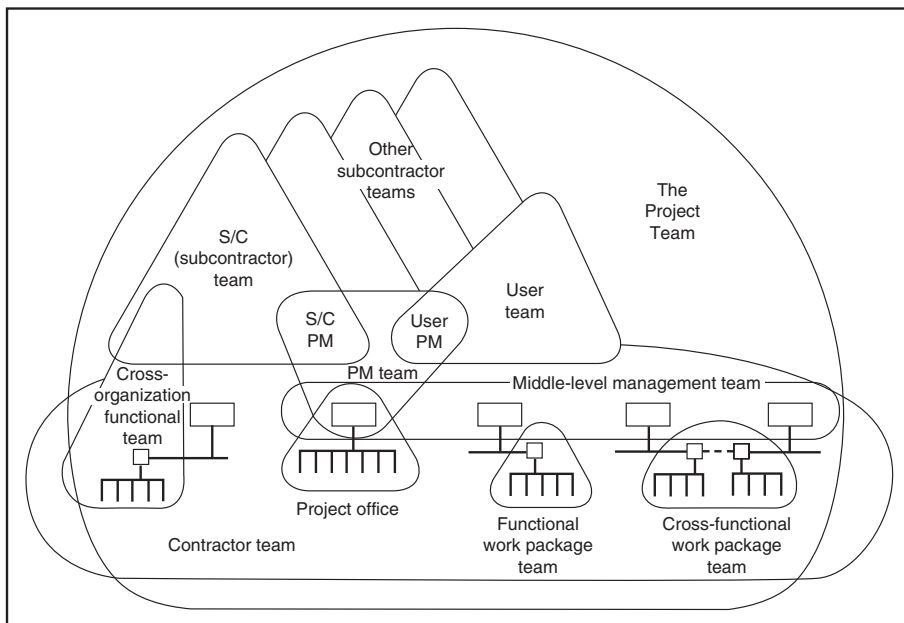 Other
subcontractor
teams
The
Project
Team
S/C
(subcontractor)
team
User
team
S/C
PM
User
PM
PM team
Middle-level management team
Cross-
organization
functional
team
Project office
Functional
work package
team
Cross-functional
work package
team
Contractor team